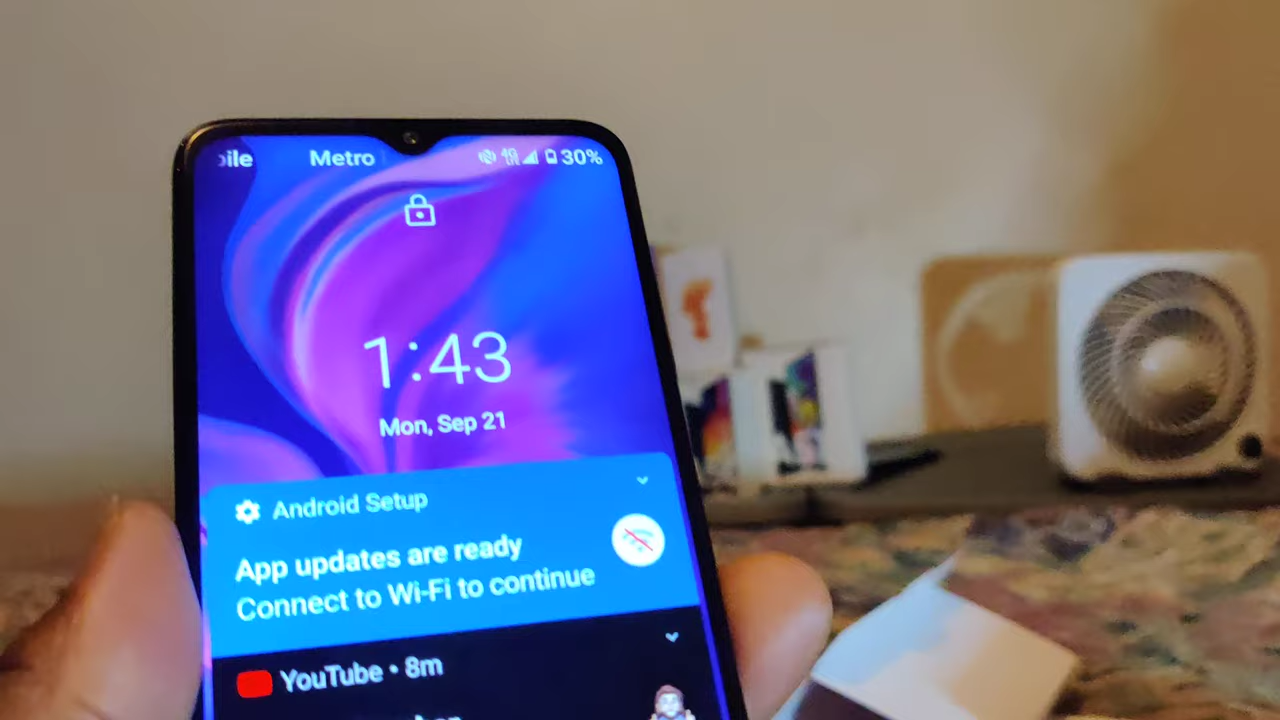 Metro
4G
30%
1:43
Mon, Sep 21
Android Setup
App updates are ready
Connect to Wi-Fi to continue
YouTube • 8m